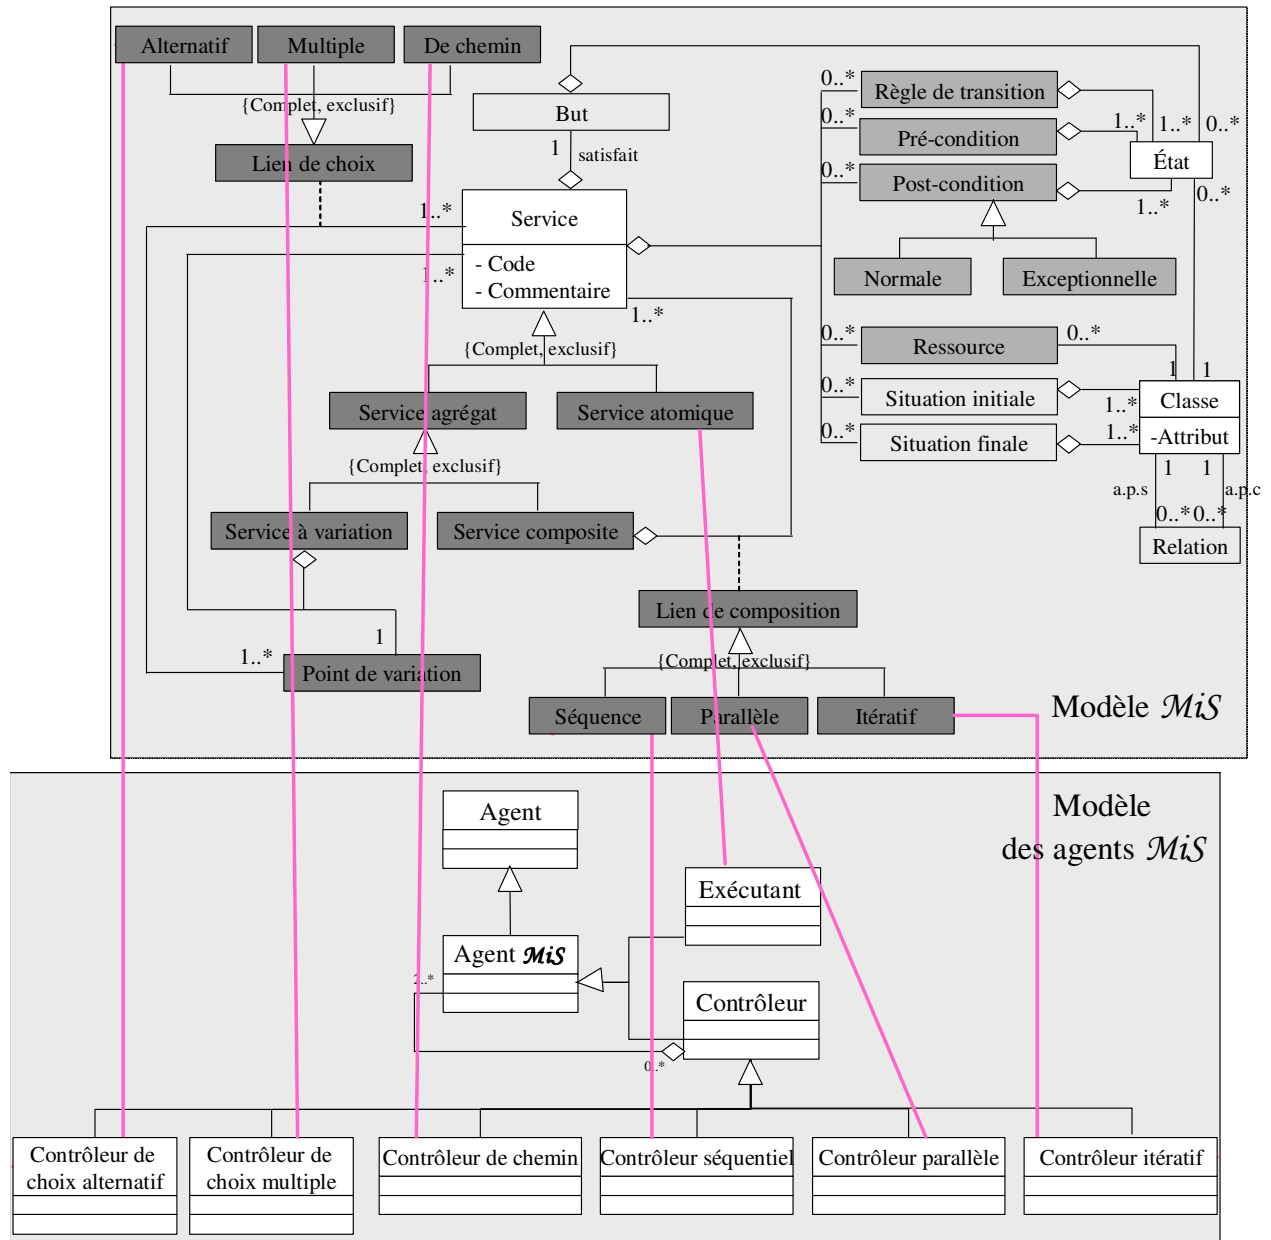 Alternatif
Multiple
De chemin
{Complet, exclusif}
Lien de choix
But
1
satisfait
1..*
Service
- Code
- Commentaire
1..*
1..*
{Complet, exclusif}
Service agrégat
Service atomique
{Complet, exclusif}
Service à variation
Service composite
Lien de composition
{Complet, exclusif}
1
1..*
Point de variation
Séquence
Parallèle
Itératif
0..*
Règle de transition
0..*
Pré-condition
0..*
Post-condition
1..*
1..*
0..*
État
1..*
0..*
Normale
Exceptionnelle
0..*
Ressource
0..*
1
1
0..*
Situation initiale
1..*
Classe
0..*
Situation finale
1..*
-Attribut
1
1
a.p.s
a.p.c
0..*
0..*
Relation
Modèle MiS
Modèle
des agents MiS
Agent
Exécutant
Agent MiS
2..*
Contrôleur
0..*
Contrôleur de
choix alternatif
Contrôleur de
choix multiple
Contrôleur de chemin
Contrôleur séquentiel
Contrôleur parallèle
Contrôleur itératif